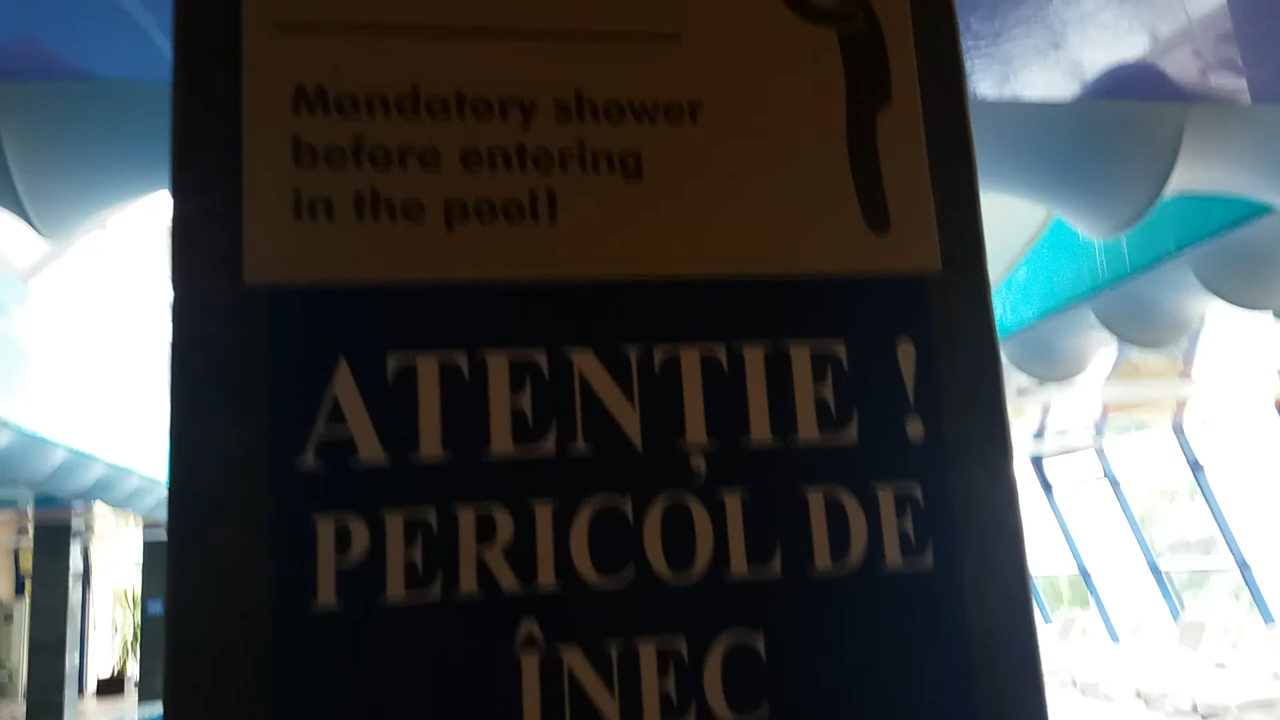 Mandatory shower
before entering
in the pool!
ATENȚIE !
PERICOL DE
ÎNEC